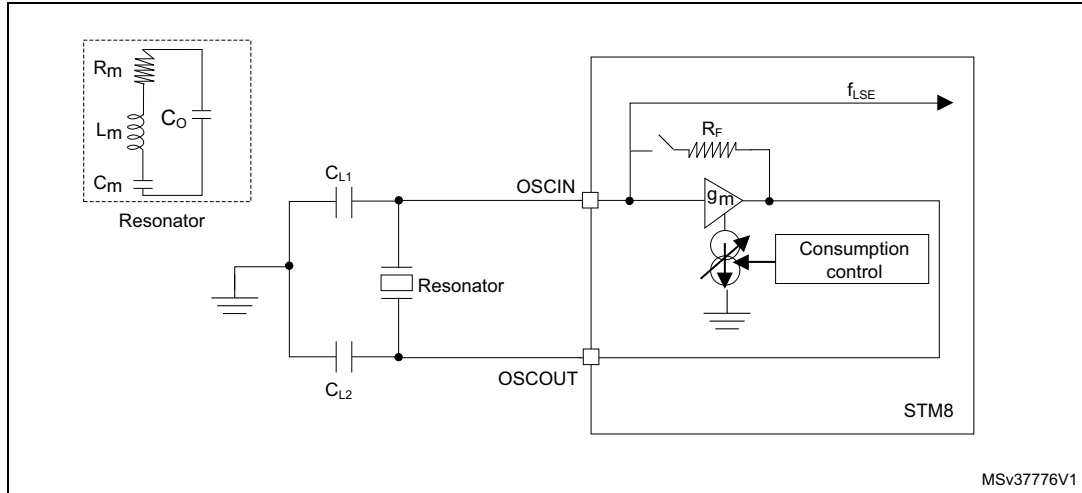 Rm
Lm
CO
Cm
Resonator
CL1
Resonator
CL2
OSCIN
OSCOUT
fLSE
RF
gm
Consumption
control
STM8
MSv37776V1